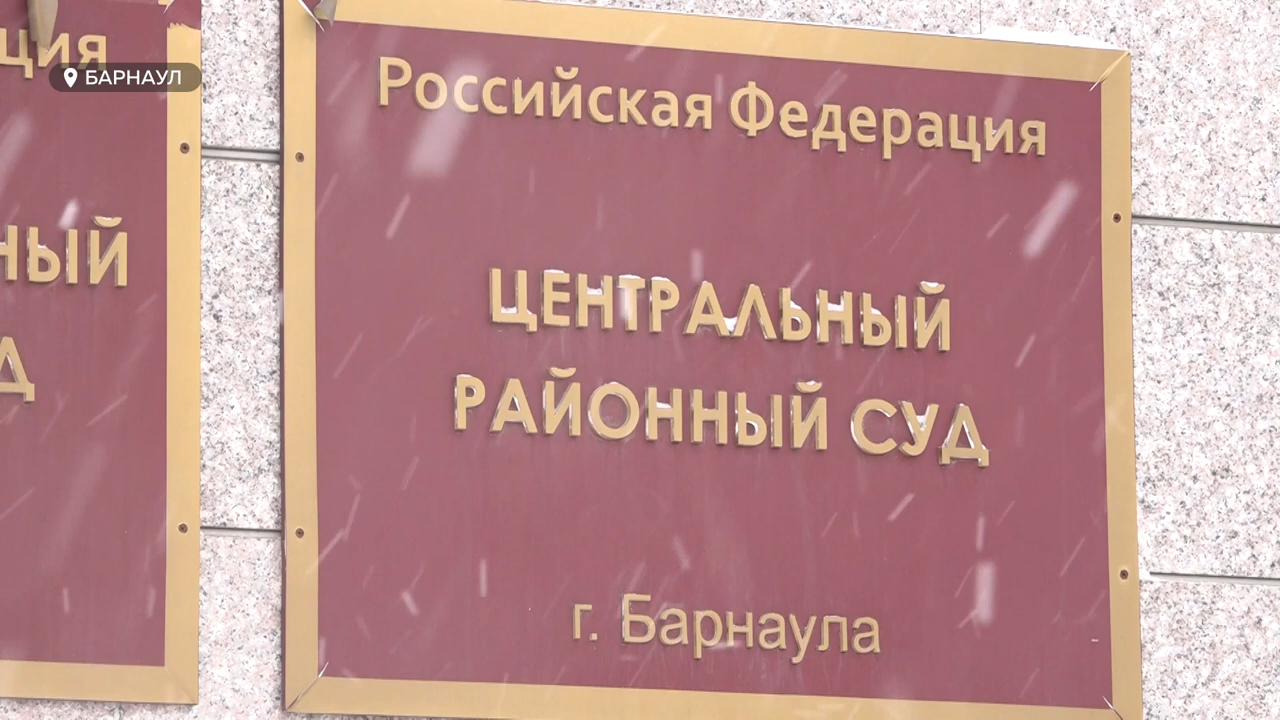 БАРНАУЛ
Российская Федерация
ЦЕНТРАЛЬНЫЙ
РАЙОННЫЙ СУД
г. Барнаула